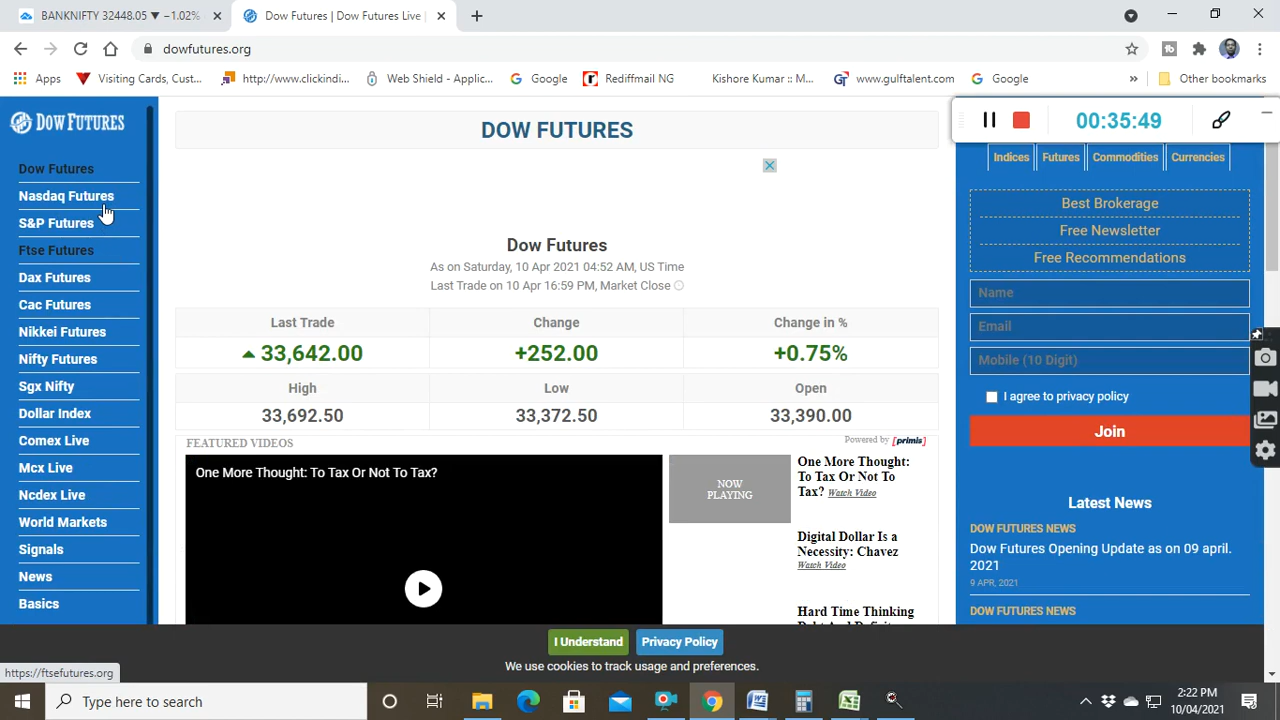 BANKNIFTY 32448.05 ▼ −1.02%
Dow Futures | Dow Futures Live |
dowfutures.org
Apps
Visiting Cards, Cust...
http://www.clickindi...
Web Shield - Applic...
Google
Rediffmail NG
Khore Kumar :: M...
www.gulftalent.com
Google
»
Other bookmarks
DOW FUTURES
Dow Futures
Nasdaq Futures
S&P Futures
Ftse Futures
Dax Futures
Cac Futures
Nikkei Futures
Nifty Futures
Sgx Nifty
Dollar Index
Comex Live
Mcx Live
Ncdex Live
World Markets
Signals
News
Basics
https://ftsefutures.org
DOW FUTURES
Dow Futures
As on Saturday, 10 Apr 2021 04:52 AM, US Time
Last Trade on 10 Apr 16:59 PM, Market Close
Last Trade Change Change in %
33,642.00 +252.00 +0.75%
High Low Open
33,692.50 33,372.50 33,390.00
FEATURED VIDEOS
Powered by [primis]
One More Thought: To Tax Or Not To Tax?
NOW
PLAYING
One More Thought:
To Tax Or Not To
Tax? Watch Video
Digital Dollar Is a
Necessity: Chavez
Watch Video
Hard Time Thinking
00:35:49
Indices Futures Commodities Currencies
Best Brokerage
Free Newsletter
Free Recommendations
Name
Email
Mobile (10 Digit)
I agree to privacy policy
Join
Latest News
DOW FUTURES NEWS
Dow Futures Opening Update as on 09 april.
2021
9 APR, 2021
DOW FUTURES NEWS
I Understand
Privacy Policy
We use cookies to track usage and preferences.
Type here to search
2:22 PM
10/04/2021